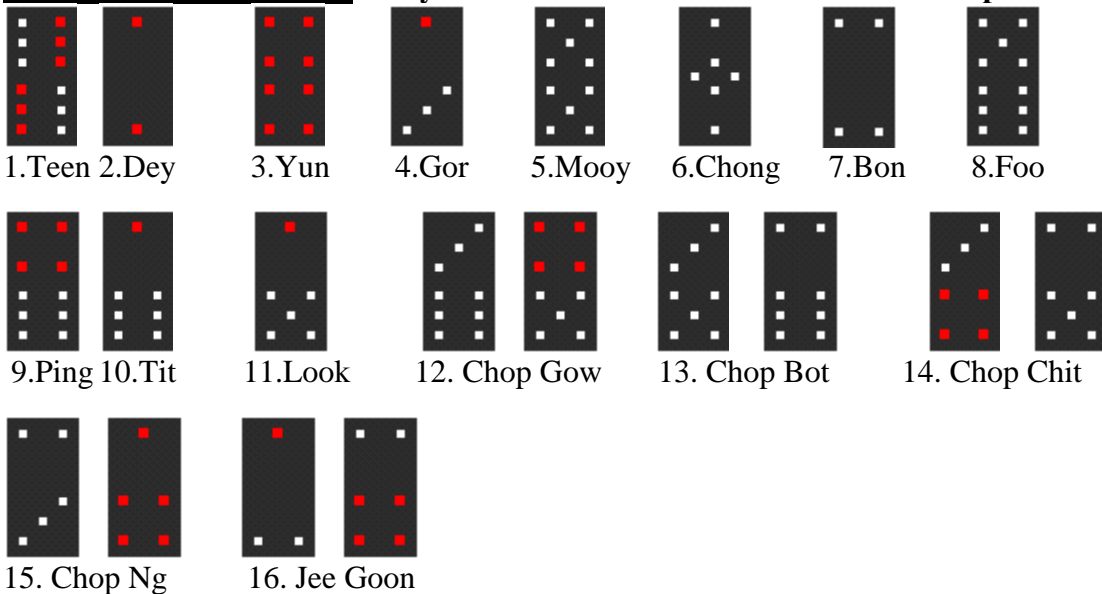 1.Teen 2.Dey 3.Yun 4.Gor 5.Mooy 6.Chong 7.Bon 8.Foo
9.Ping 10.Tit 11.Look 12. Chop Gow 13. Chop Bot 14. Chop Chit
15. Chop Ng 16. Jee Goon